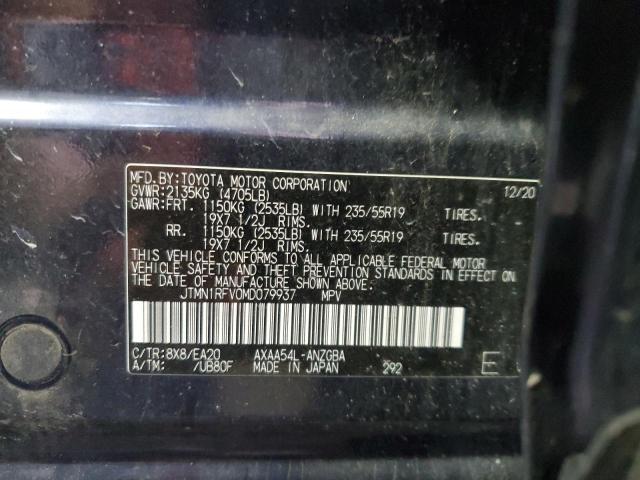 MFD.BY:TOYOTA MOTOR CORPORATION 12/20
GVWR:2135KG (4705LB)
GAWR:FRT. 1150KG (2535LB) WITH 235/55R19 TIRES.
19X7 1/2J RIMS.
RR. 1150KG (2535LB) WITH 235/55R19 TIRES.
19X7 1/2J RIMS.
THIS VEHICLE CONFORMS TO ALL APPLICABLE FEDERAL MOTOR
VEHICLE SAFETY AND THEFT PREVENTION STANDARDS IN EFFECT ON
THE DATE OF MANUFACTURE SHOWN ABOVE.
JTMN1RFV0MD079937 MPV
C/TR:8X8/EA20 AXAA54L-ANZGBA
A/TM: /UB80F MADE IN JAPAN 292 E